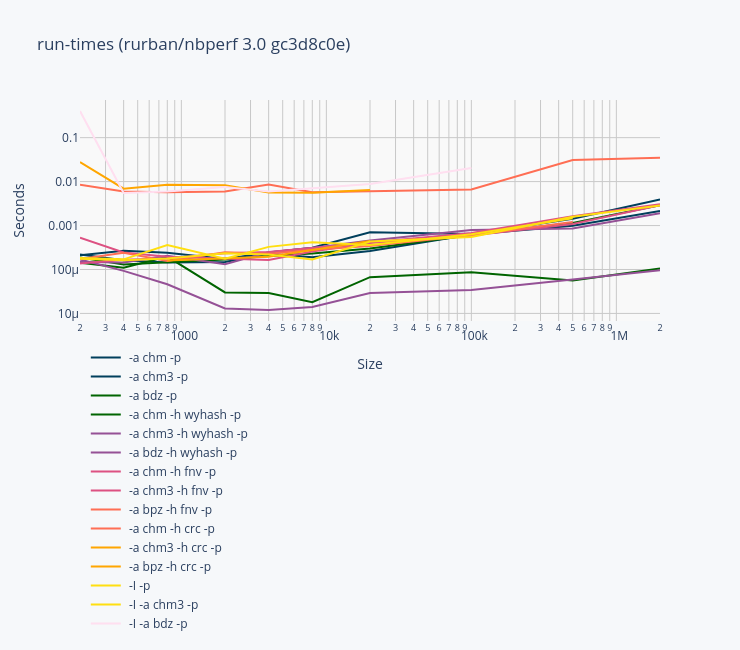 run-times (rurban/nbperf 3.0 gc3d8c0e)
Seconds
0.1
0.01
0.001
100μ
10μ
2 3 4 5 6 7 8 9 1000 2 3 4 5 6 7 8 9 10k 2 3 4 5 6 7 8 9 100k 2 3 4 5 6 7 8 9 1M 2
Size
-a chm -p
-a chm3 -p
-a bdz -p
-a chm -h wyhash -p
-a chm3 -h wyhash -p
-a bdz -h wyhash -p
-a chm -h fnv -p
-a chm3 -h fnv -p
-a bpz -h fnv -p
-a chm -h crc -p
-a chm3 -h crc -p
-a bpz -h crc -p
-I -p
-I -a chm3 -p
-I -a bdz -p